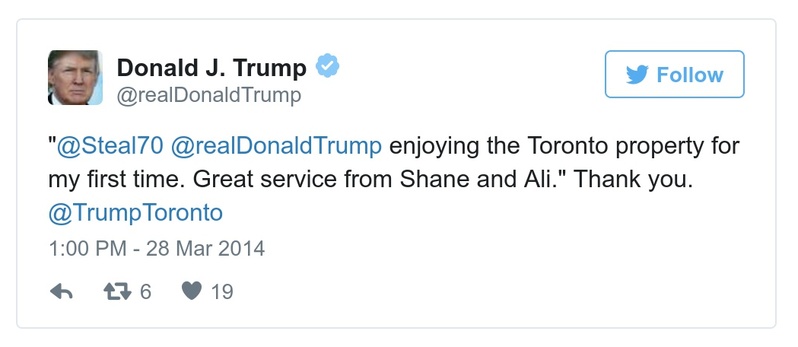 Donald J. Trump
@realDonaldTrump
Follow
"@Steal70 @realDonaldTrump enjoying the Toronto property for
my first time. Great service from Shane and Ali." Thank you.
@TrumpToronto
1:00 PM - 28 Mar 2014
6 19